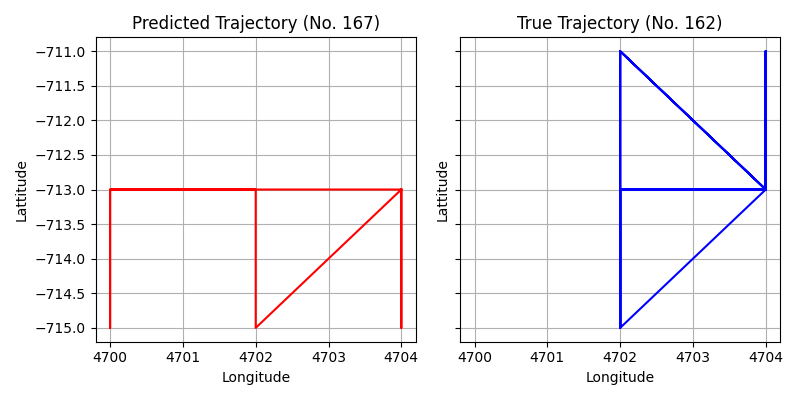 Predicted Trajectory (No. 167)
True Trajectory (No. 162)
−711.0
−711.5
−712.0
−712.5
−713.0
−713.5
−714.0
−714.5
−715.0
Lattitude
Lattitude
4700 4701 4702 4703 4704
4700 4701 4702 4703 4704
Longitude
Longitude